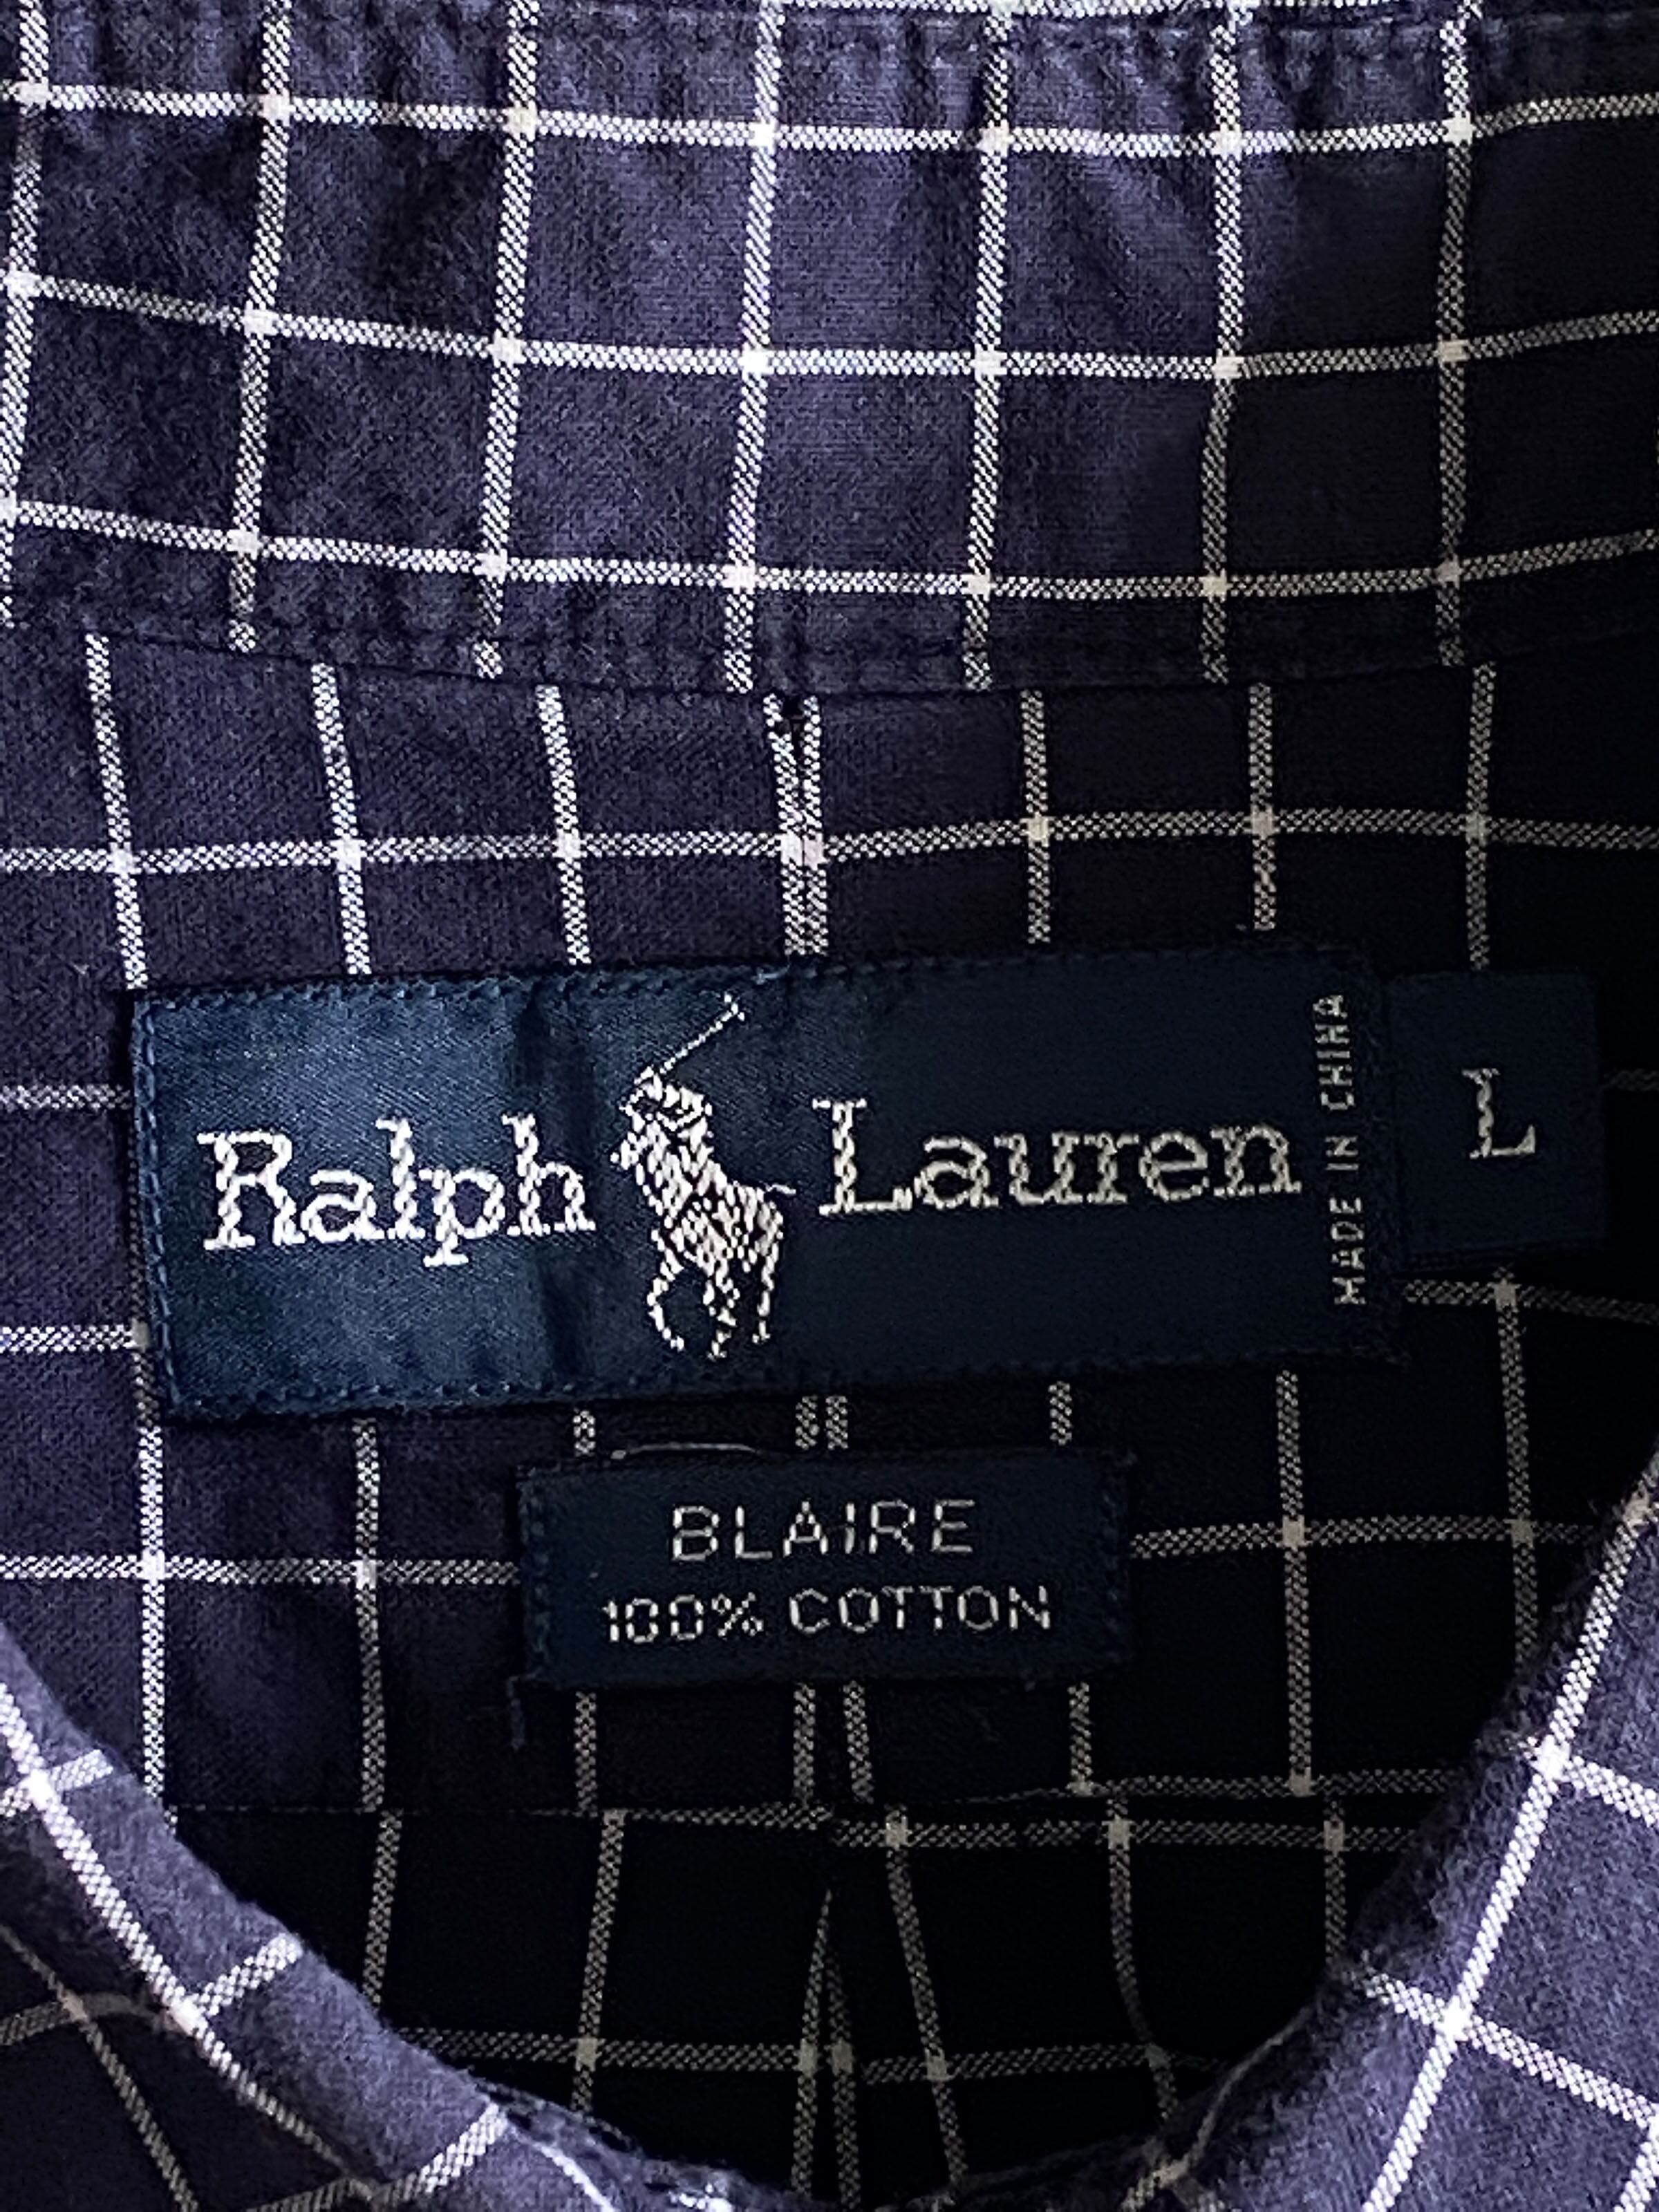 Ralph Lauren
MADE IN CHINA
L
BLAIRE
100% COTTON